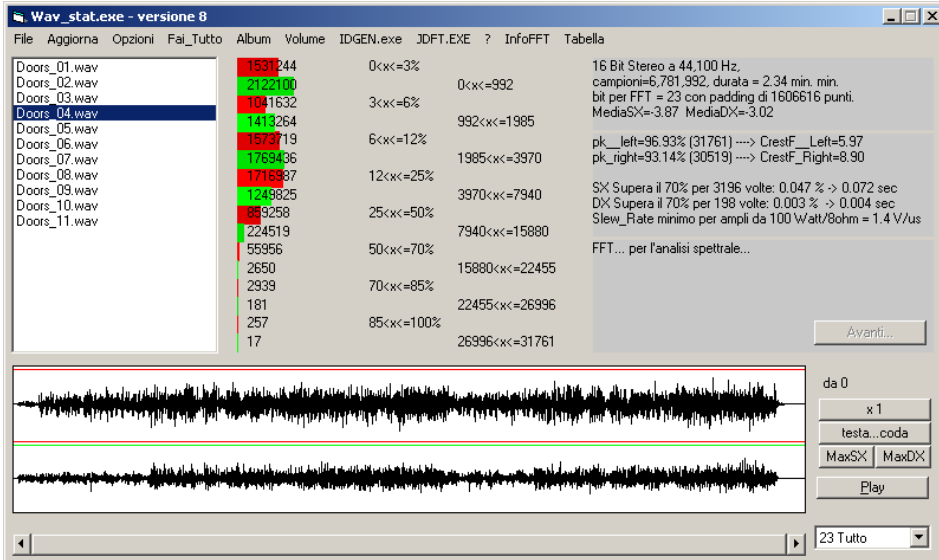 Wav_stat.exe - versione 8
File Aggiorna Opzioni Fai_Tutto Album Volume IDGEN.exe JDFT.EXE ? InfoFFT Tabella
Doors_01.wav
Doors_02.wav
Doors_03.wav
Doors_04.wav
Doors_05.wav
Doors_06.wav
Doors_07.wav
Doors_08.wav
Doors_09.wav
Doors_10.wav
Doors_11.wav
1531244 0<x<=3%
2122100 0<x<=992
1041632 3<x<=6%
1413264 992<x<=1985
1573719 6<x<=12%
1769436 1985<x<=3970
1716987 12<x<=25%
1249825 3970<x<=7940
859258 25<x<=50%
224519 7940<x<=15880
55956 50<x<=70%
2650 15880<x<=22455
2939 70<x<=85%
181 22455<x<=26996
257 85<x<=100%
17 26996<x<=31761
16 Bit Stereo a 44,100 Hz,
campioni=6,781,992, durata = 2.34 min. min.
bit per FFT = 23 con padding di 1606616 punti.
MediaSX=-3.87 MediaDX=-3.02
pk__left=96.93% (31761) ----> CrestF__Left=5.97
pk_right=93.14% (30519) ----> CrestF_Right=8.90
SX Supera il 70% per 3196 volte: 0.047 % -> 0.072 sec
DX Supera il 70% per 198 volte: 0.003 % -> 0.004 sec
Slew_Rate minimo per ampli da 100 Watt/8ohm = 1.4 V/us
FFT... per l'analisi spettrale...
Avanti...
da 0
x 1
testa...coda
MaxSX MaxDX
Play
23 Tutto